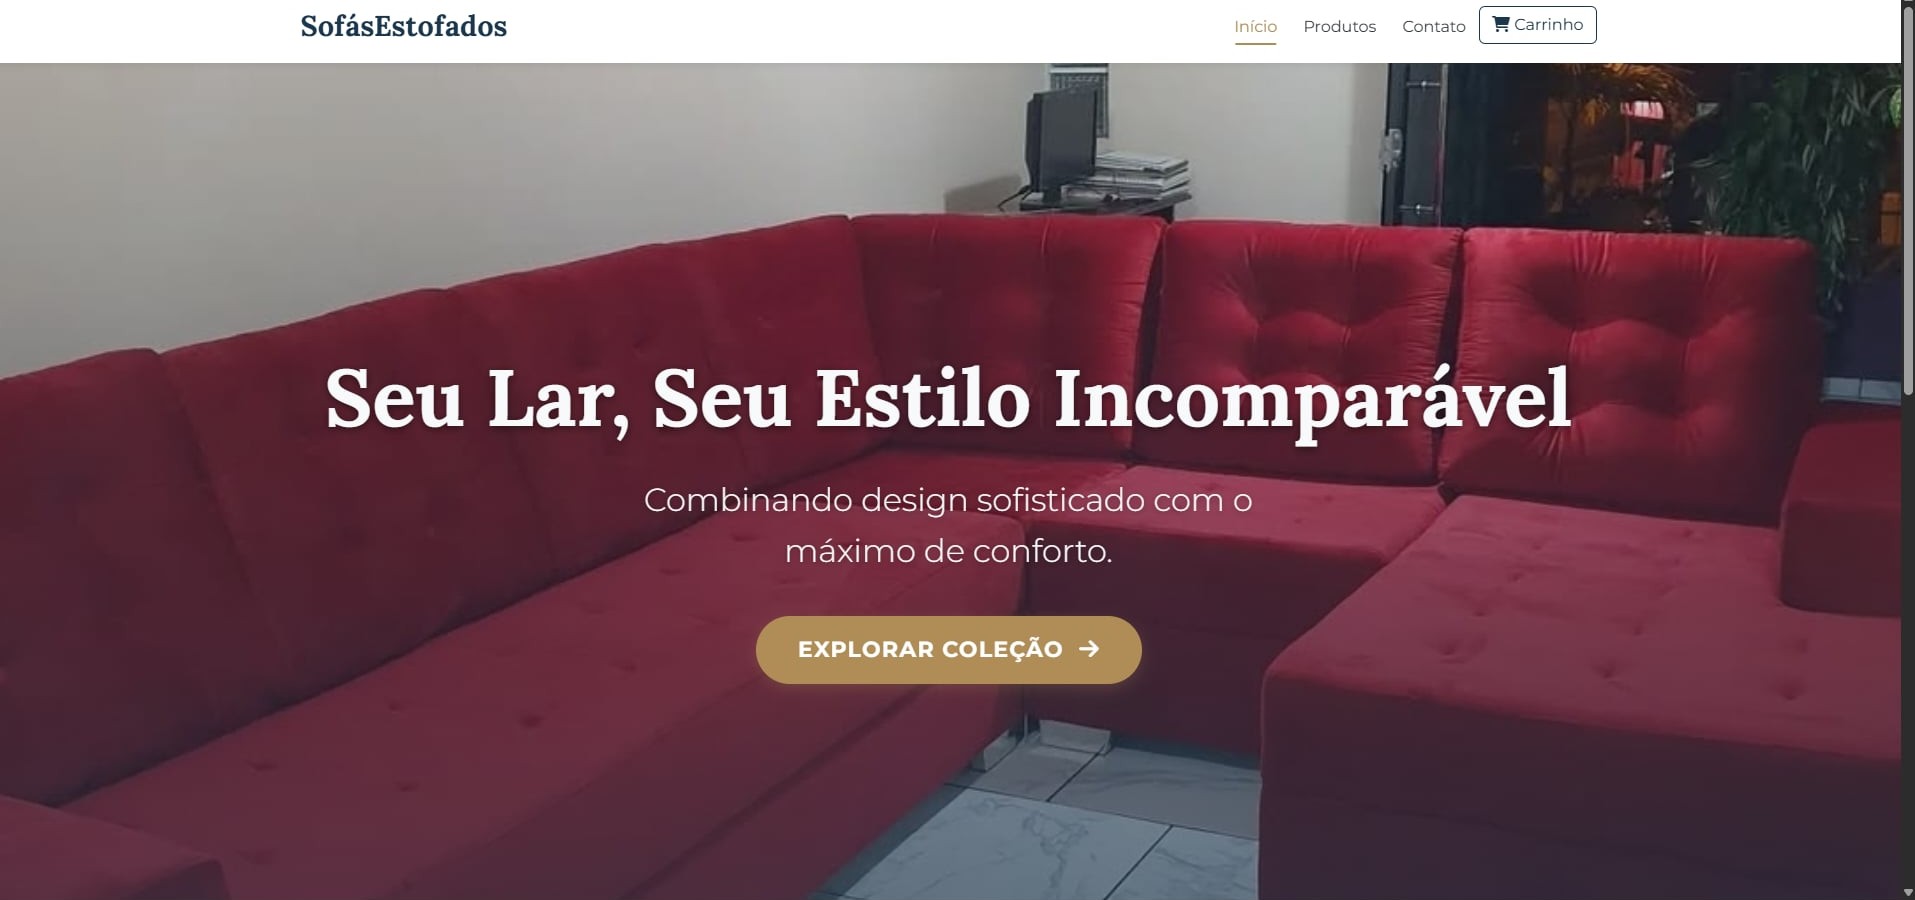 SofásEstofados
Início
Produtos
Contato
Carrinho
Seu Lar, Seu Estilo Incomparável
Combinando design sofisticado com o
máximo de conforto.
EXPLORAR COLEÇÃO